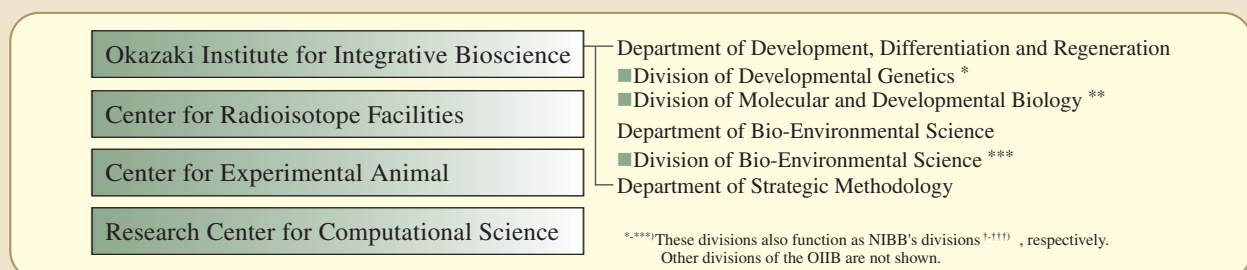 Okazaki Institute for Integrative Bioscience
Center for Radioisotope Facilities
Center for Experimental Animal
Research Center for Computational Science
Department of Development, Differentiation and Regeneration
■Division of Developmental Genetics *
■Division of Molecular and Developmental Biology **
Department of Bio-Environmental Science
■Division of Bio-Environmental Science ***
Department of Strategic Methodology
*-***)These divisions also function as NIBB's divisions †-†††) , respectively.
Other divisions of the OIIB are not shown.